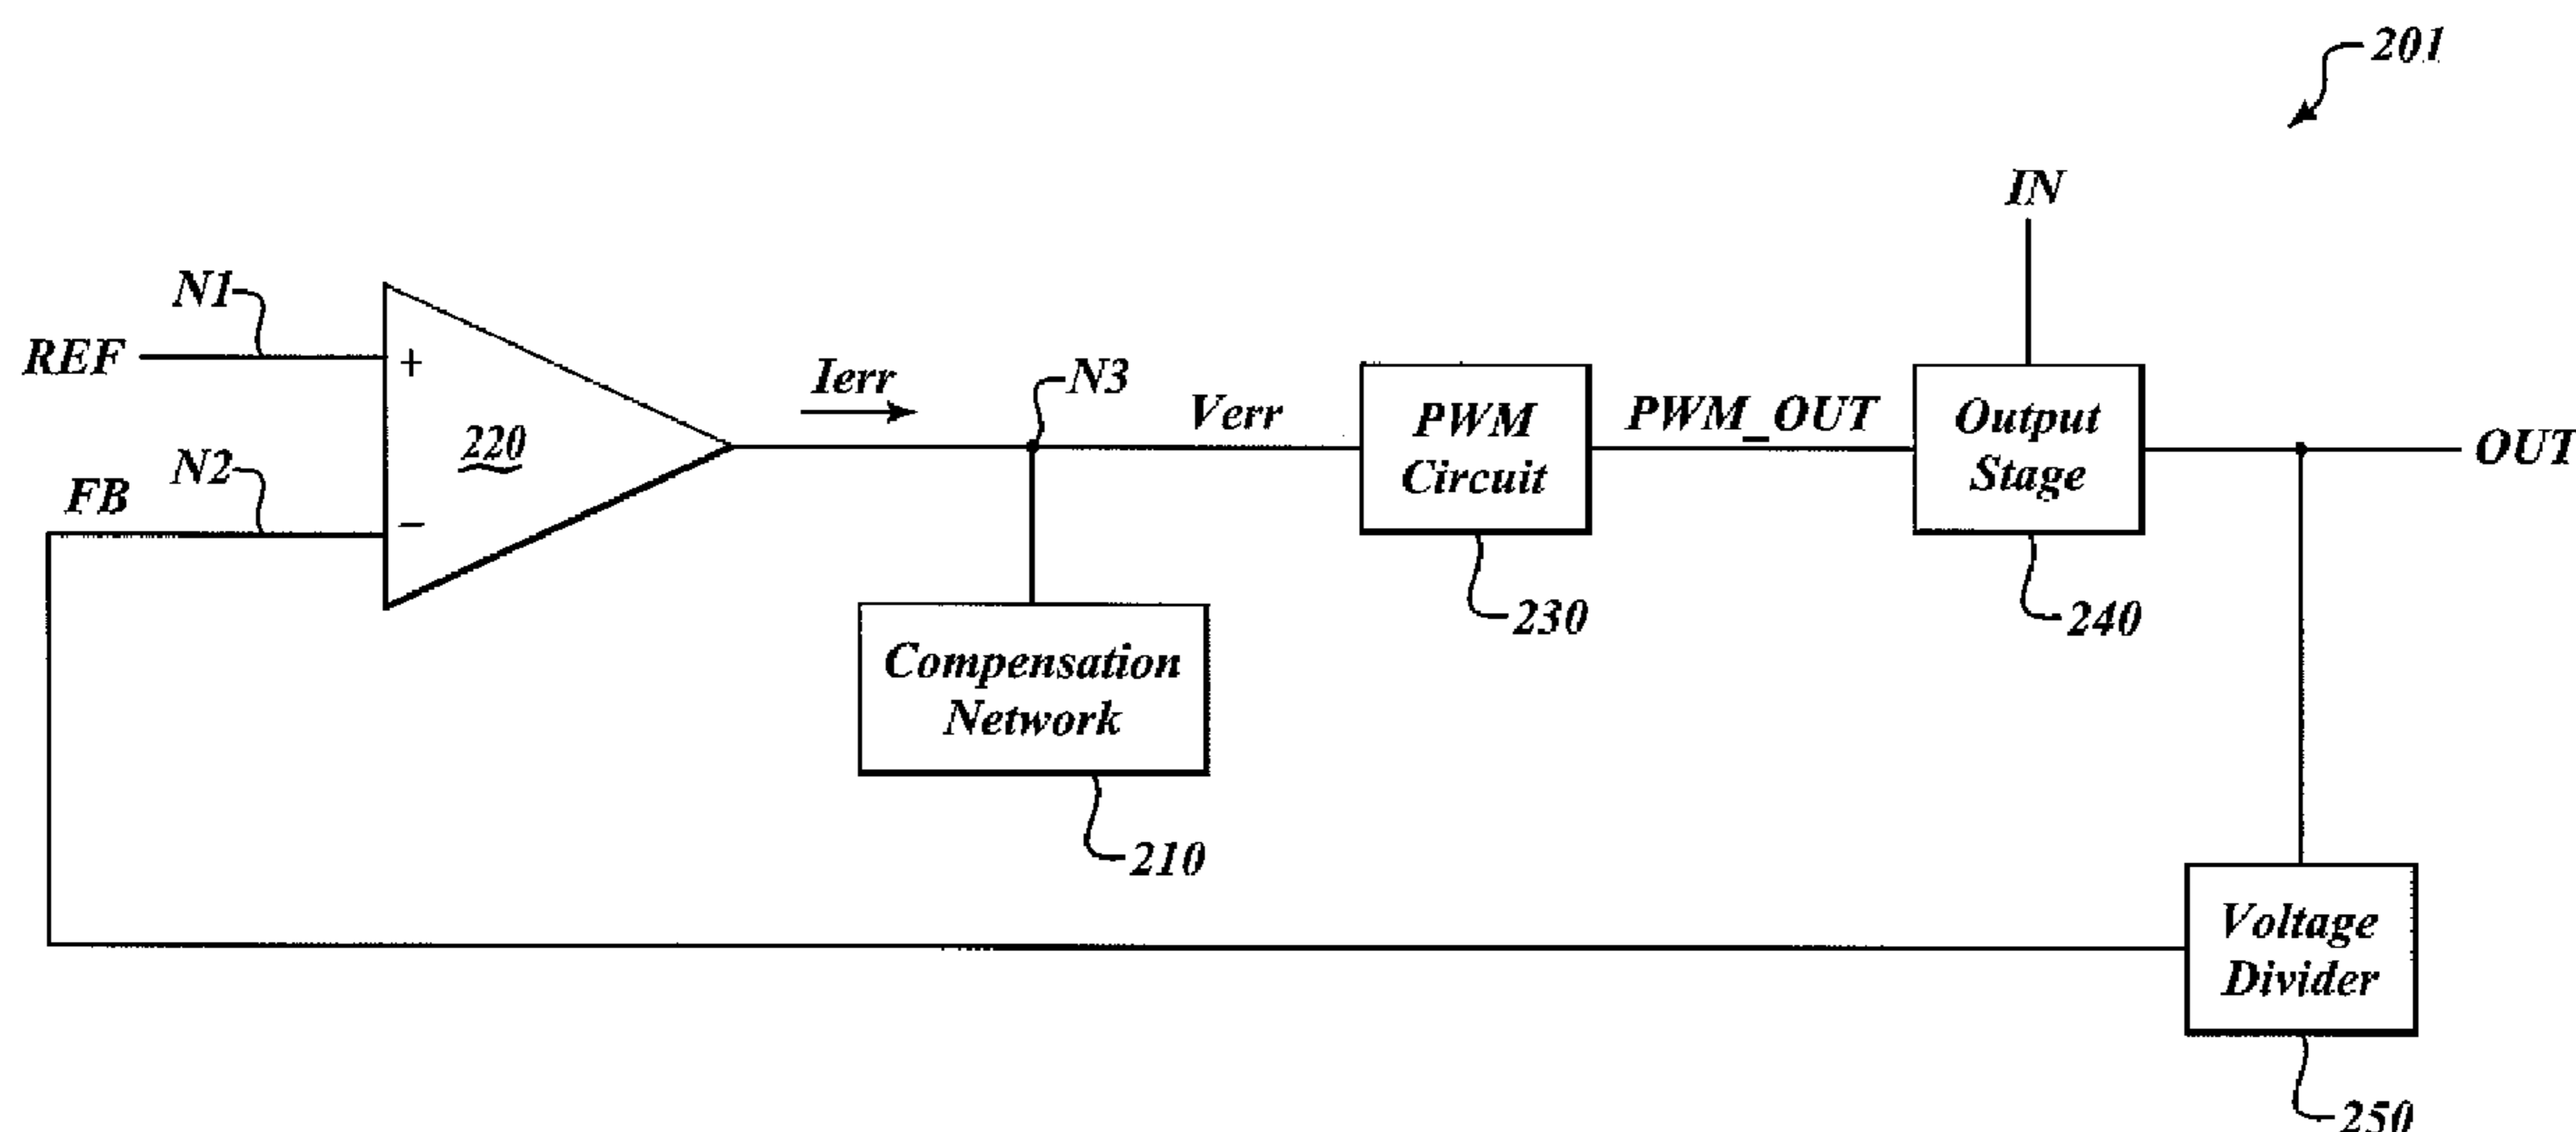 201
IN
N1
REF
+
Ierr
N3
Verr
PWM
Circuit
PWM_OUT
Output
Stage
OUT
220
N2
FB
−
230
240
Compensation
Network
210
Voltage
Divider
250